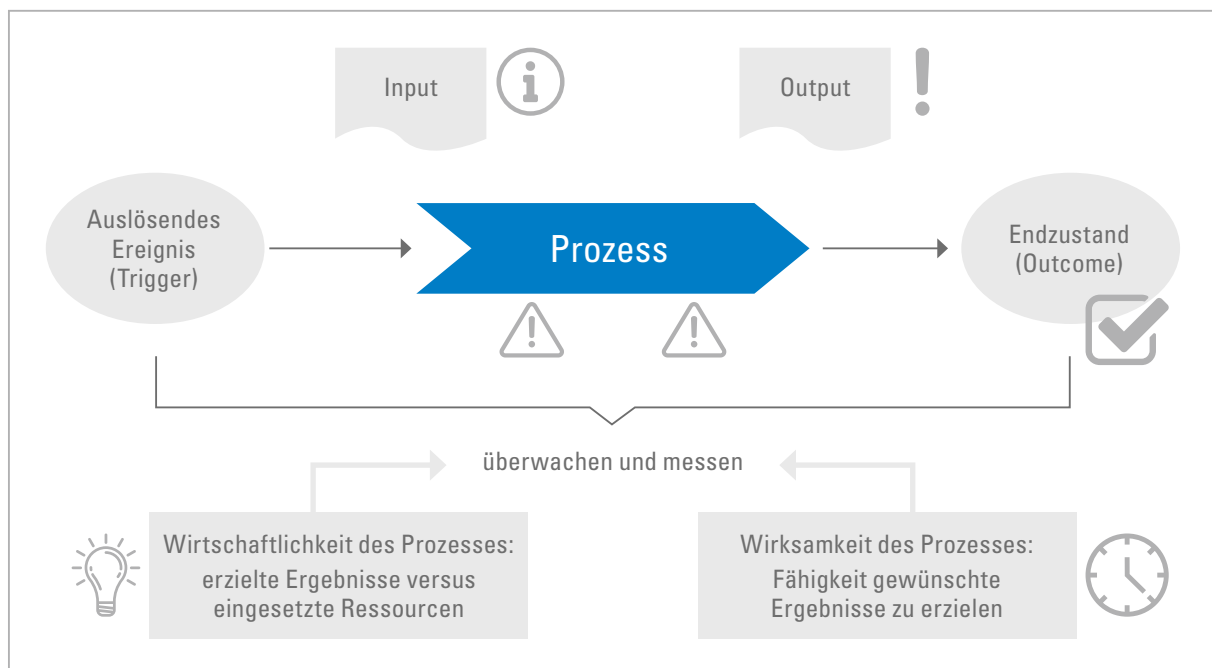 Input
Output
Auslösendes
Ereignis
(Trigger)
Prozess
Endzustand
(Outcome)
überwachen und messen
Wirtschaftlichkeit des Prozesses:
erzielte Ergebnisse versus
eingesetzte Ressourcen
Wirksamkeit des Prozesses:
Fähigkeit gewünschte
Ergebnisse zu erzielen